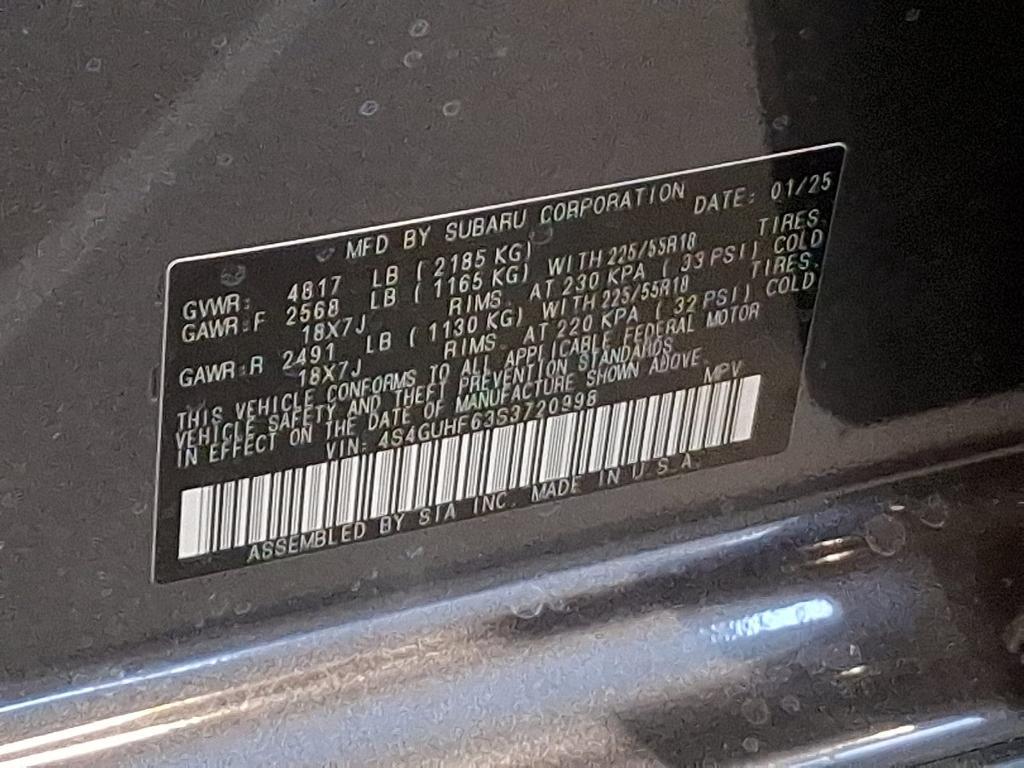 MFD BY SUBARU CORPORATION DATE: 01/25
GVWR: 4817 LB ( 2185 KG)
GAWR:F 2568 LB ( 1165 KG) WITH 225/55R18 TIRES.
18X7J RIMS. AT 230 KPA ( 33 PSI) COLD
GAWR:R 2491 LB ( 1130 KG) WITH 225/55R18 TIRES.
18X7J RIMS. AT 220 KPA ( 32 PSI) COLD
THIS VEHICLE CONFORMS TO ALL APPLICABLE FEDERAL MOTOR
VEHICLE SAFETY AND THEFT PREVENTION STANDARDS
IN EFFECT ON THE DATE OF MANUFACTURE SHOWN ABOVE.
VIN: 4S4GUHF63S3720998 MPV
ASSEMBLED BY SIA INC. MADE IN U.S.A.